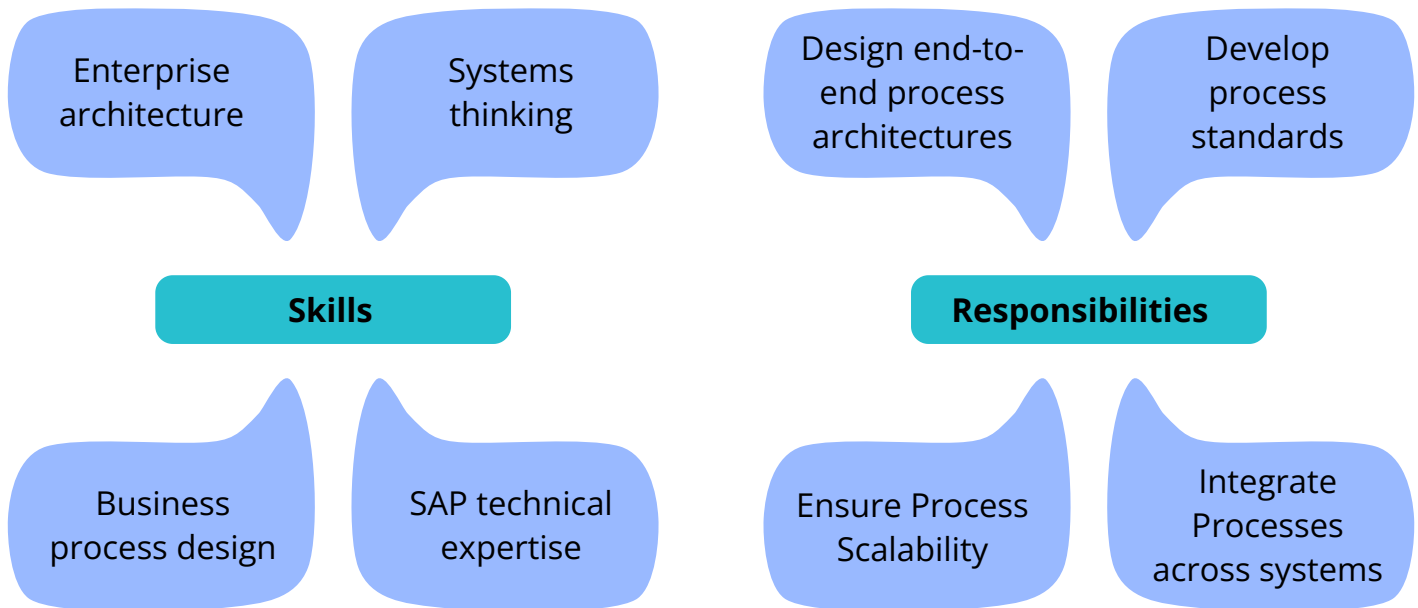 Enterprise
architecture
Systems
thinking
Skills
Business
process design
SAP technical
expertise
Design end-to-
end process
architectures
Develop
process
standards
Responsibilities
Ensure Process
Scalability
Integrate
Processes
across systems